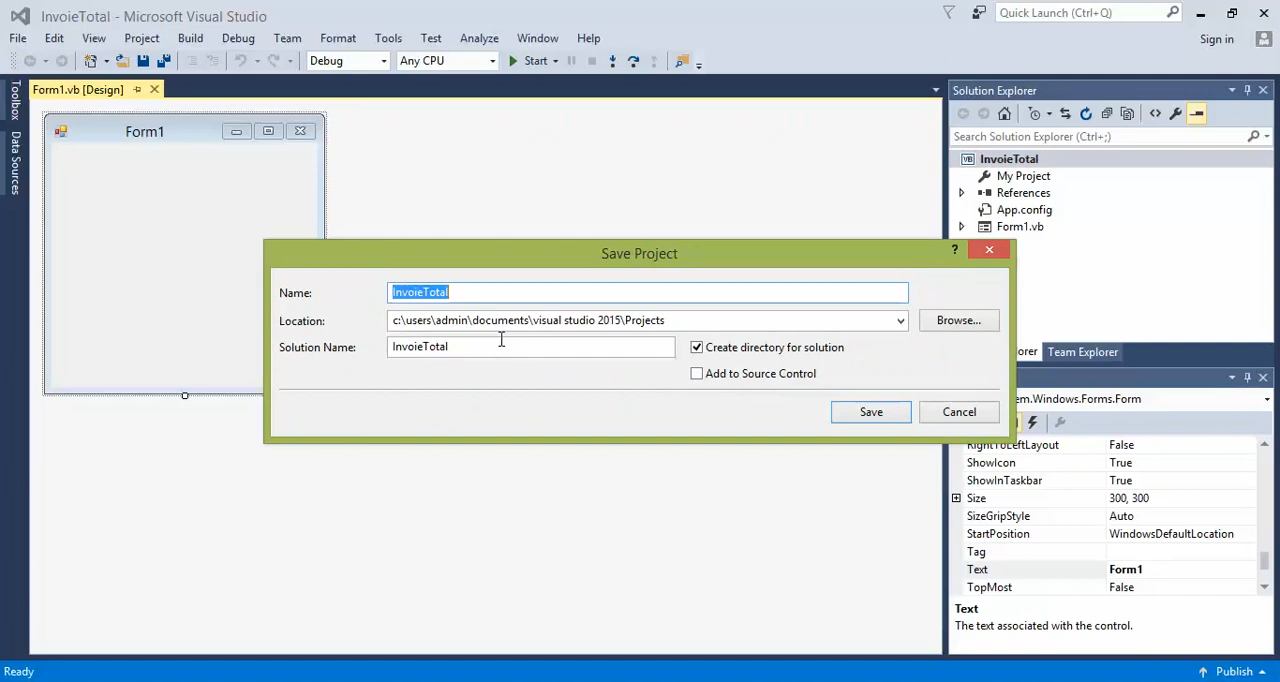 InvoieTotal - Microsoft Visual Studio
Quick Launch (Ctrl+Q)
File Edit View Project Build Debug Team Format Tools Test Analyze Window Help
Sign in
Debug Any CPU Start
Toolbox
Data Sources
Form1.vb [Design]
Form1
Solution Explorer
Search Solution Explorer (Ctrl+;)
VB InvoieTotal
My Project
References
App.config
Form1.vb
Save Project
?
Name: InvoieTotal
Location: c:\users\admin\documents\visual studio 2015\Projects Browse...
Solution Name: InvoieTotal Create directory for solution
Add to Source Control
Save Cancel
orer Team Explorer
em.Windows.Forms.Form
RightToLeftLayout False
ShowIcon True
ShowInTaskbar True
Size 300, 300
SizeGripStyle Auto
StartPosition WindowsDefaultLocation
Tag
Text Form1
TopMost False
Text
The text associated with the control.
Ready
Publish